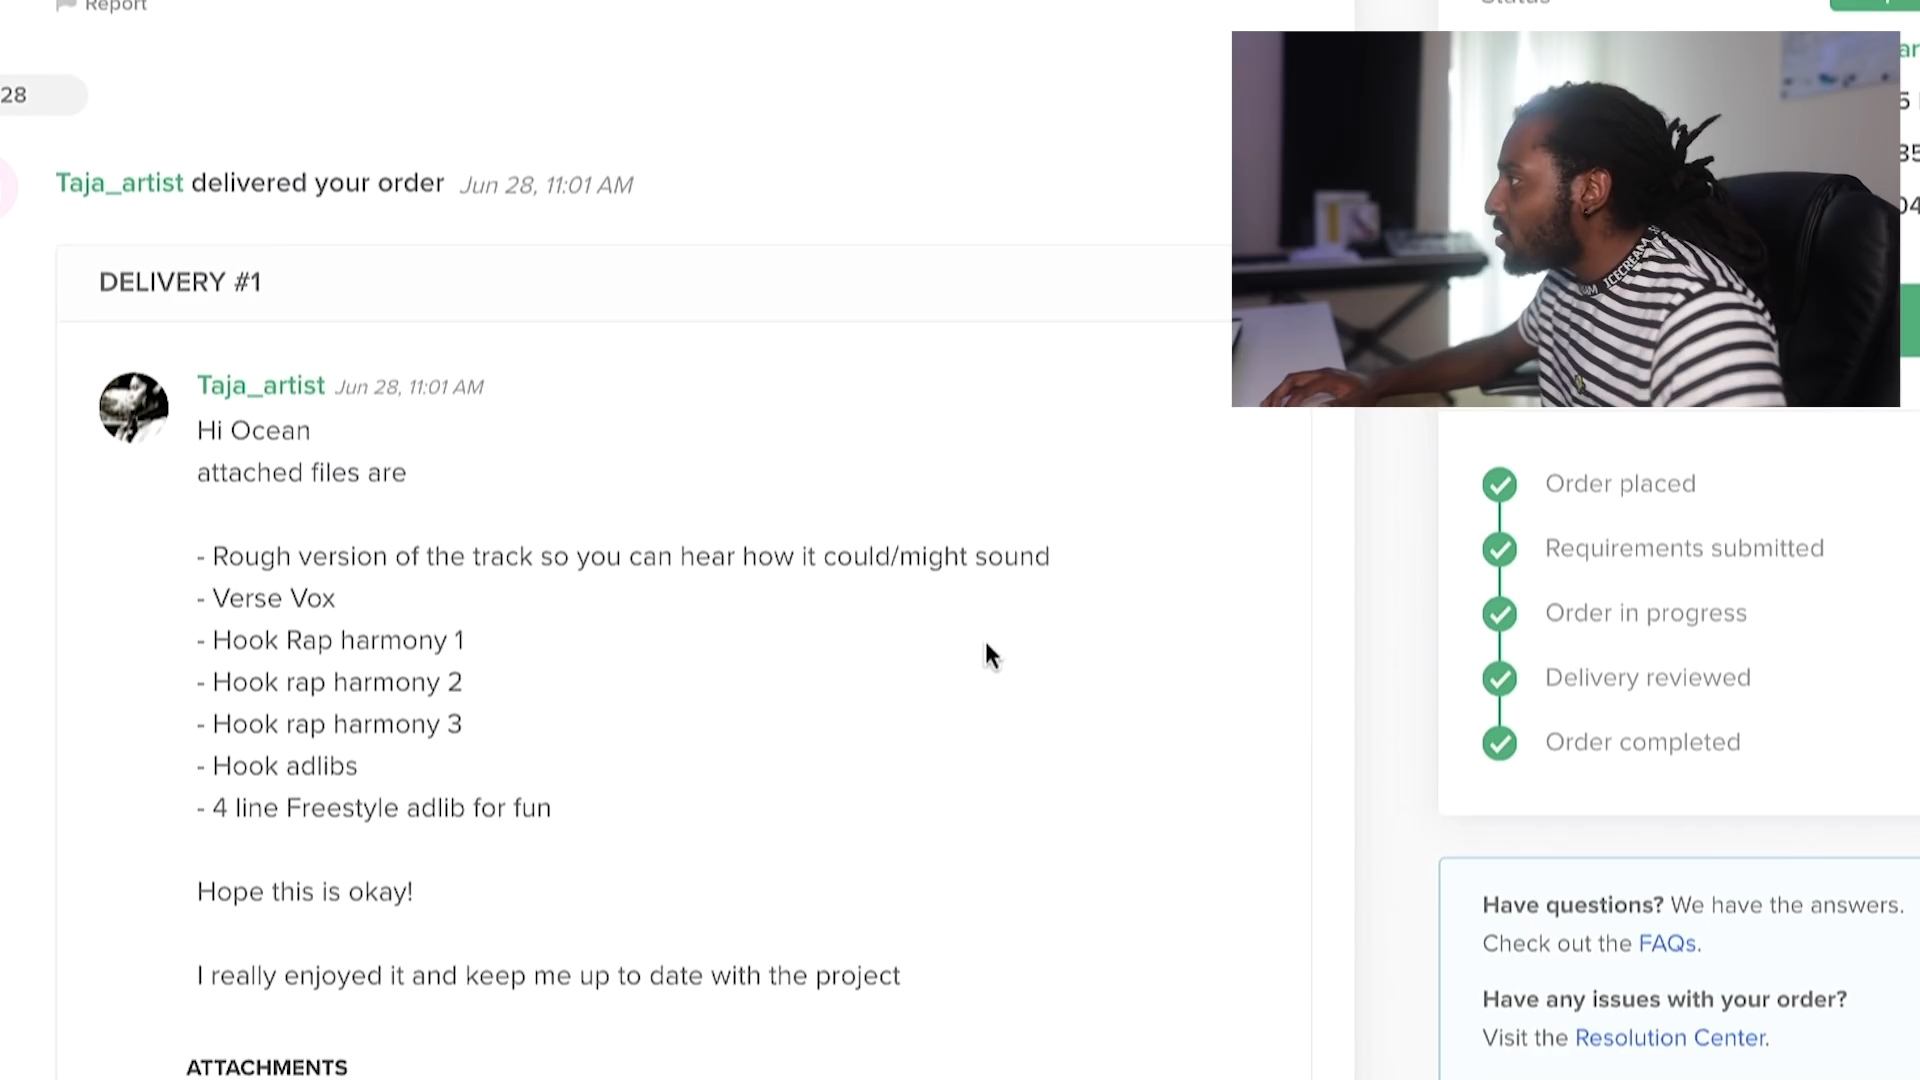 Report
28
Taja_artist delivered your order Jun 28, 11:01 AM
DELIVERY #1
Taja_artist Jun 28, 11:01 AM
Hi Ocean
attached files are
- Rough version of the track so you can hear how it could/might sound
- Verse Vox
- Hook Rap harmony 1
- Hook rap harmony 2
- Hook rap harmony 3
- Hook adlibs
- 4 line Freestyle adlib for fun
Hope this is okay!
I really enjoyed it and keep me up to date with the project
ATTACHMENTS
Status
ICECREAM
Order placed
Requirements submitted
Order in progress
Delivery reviewed
Order completed
Have questions? We have the answers.
Check out the FAQs.
Have any issues with your order?
Visit the Resolution Center.